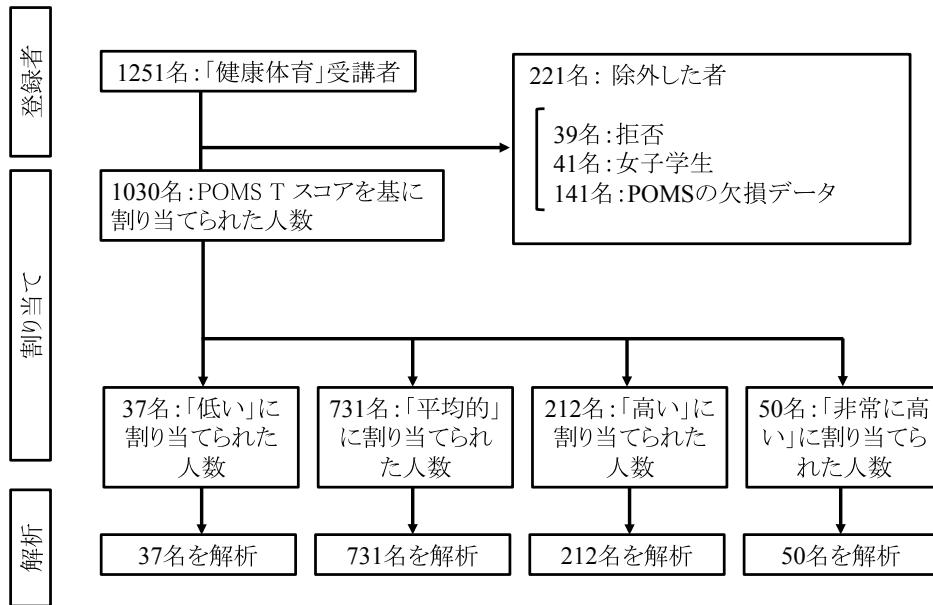 登録者
1251名：「健康体育」受講者
221名： 除外した者
39名：拒否
41名：女子学生
141名：POMSの欠損データ
割り当て
1030名：POMS T スコアを基に
割り当てられた人数
37名：「低い」に
割り当てられた
人数
731名：「平均的」
に割り当てられ
た人数
212名：「高い」に
割り当てられた
人数
50名：「非常に高
い」に割り当てら
れた人数
解析
37名を解析
731名を解析
212名を解析
50名を解析